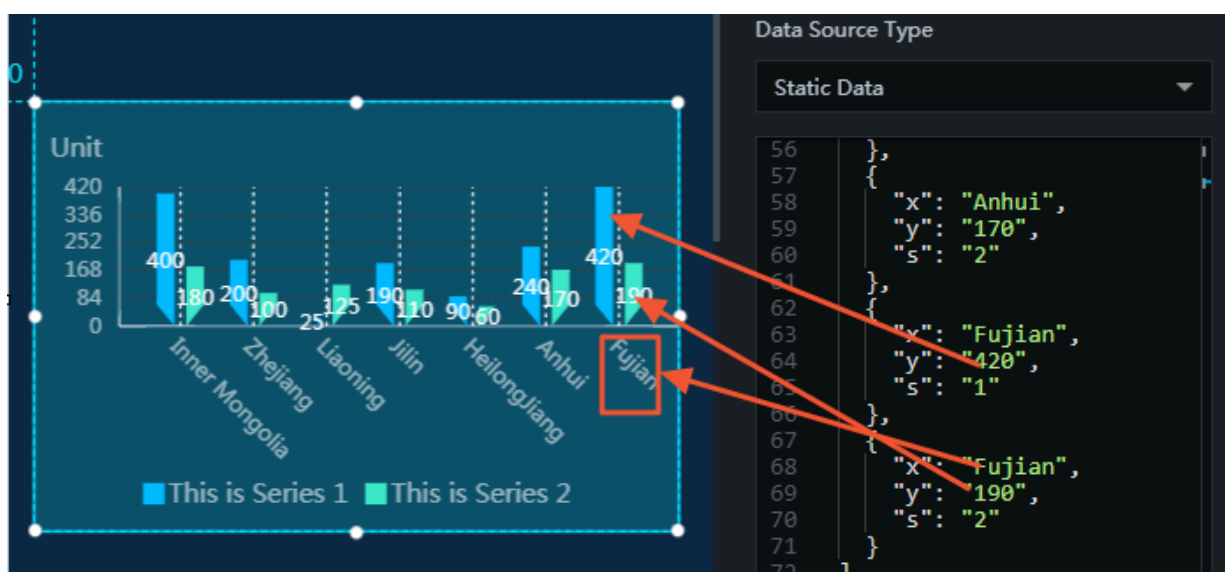 0
Unit
420
336
252
168
84
0
400
180
200
100
25
125
190
110
90
60
240
170
420
190
Inner Mongolia
Zhejiang
Liaoning
Jilin
HeilongJiang
Anhui
Fujian
This is Series 1
This is Series 2
Data Source Type
Static Data
56 },
57 {
58 "x": "Anhui",
59 "y": "170",
60 "s": "2"
61 },
62 {
63 "x": "Fujian",
64 "y": "420",
65 "s": "1"
66 },
67 {
68 "x": "Fujian",
69 "y": "190",
70 "s": "2"
71 }
72 ]